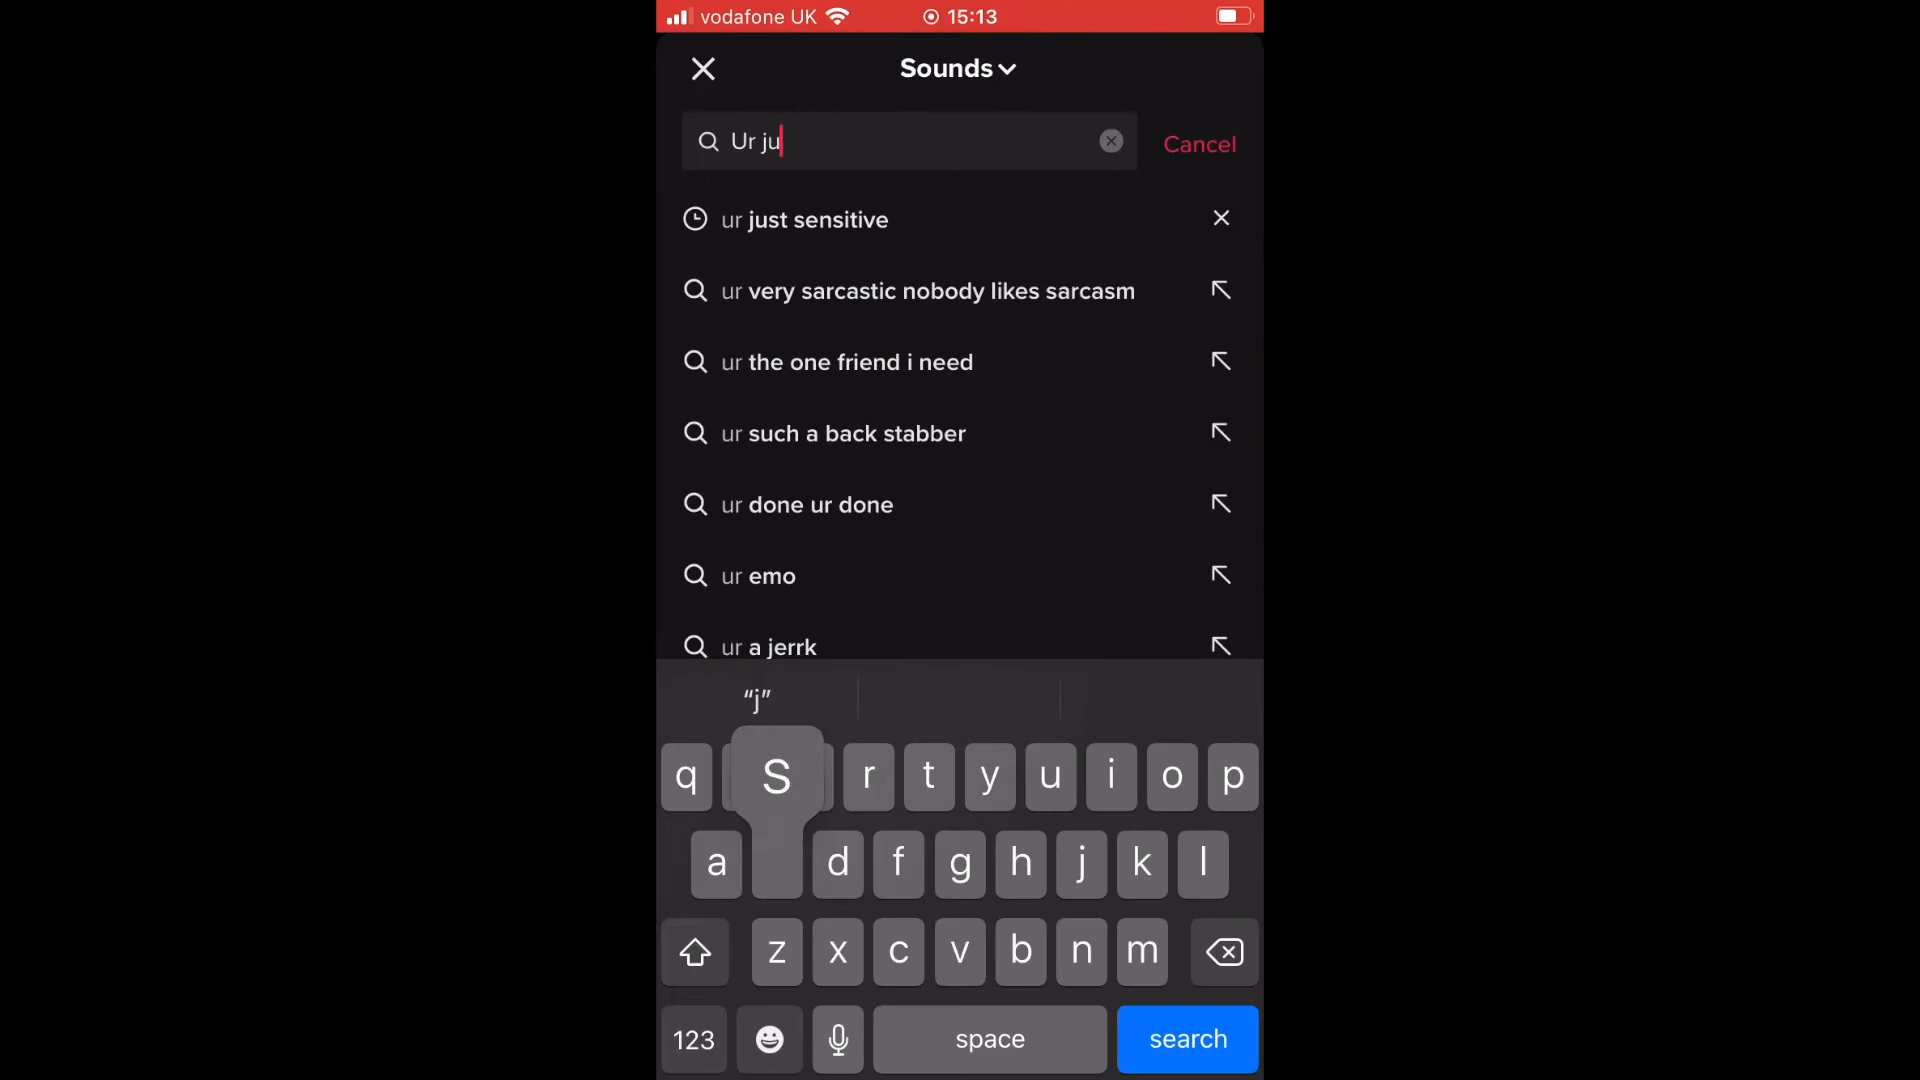 vodafone UK 15:13
Sounds
Ur ju
Cancel
ur just sensitive
ur very sarcastic nobody likes sarcasm
ur the one friend i need
ur such a back stabber
ur done ur done
ur emo
ur a jerrk
“j”
q S r t y u i o p
a d f g h j k l
z x c v b n m
123 space search